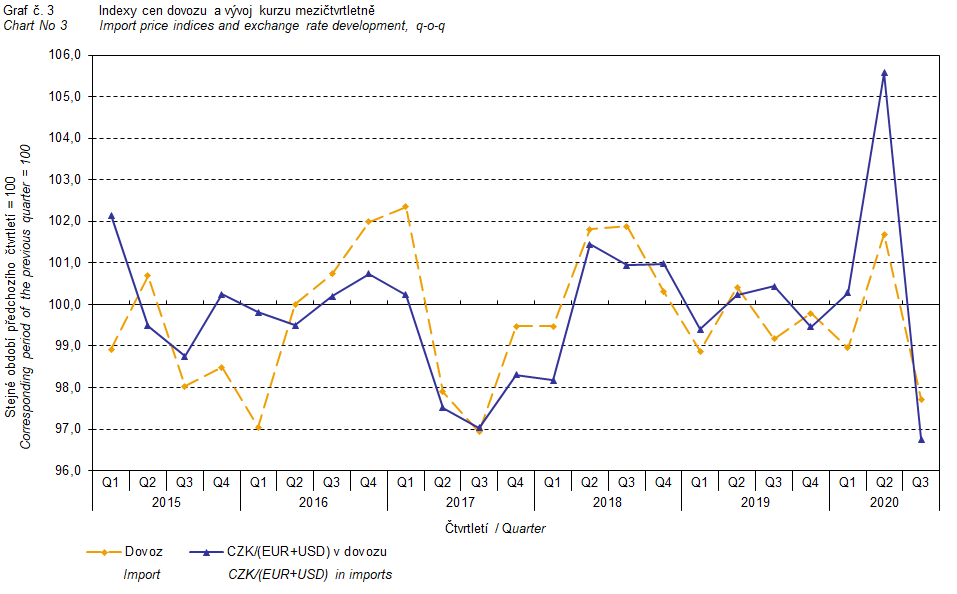 Graf č. 3 Indexy cen dovozu a vývoj kurzu mezičtvrtletně
Chart No 3 Import price indices and exchange rate development, q-o-q
Stejné období předchozího čtvrtletí = 100
Corresponding period of the previous quarter = 100
106,0
105,0
104,0
103,0
102,0
101,0
100,0
99,0
98,0
97,0
96,0
Q1 Q2 Q3 Q4 Q1 Q2 Q3 Q4 Q1 Q2 Q3 Q4 Q1 Q2 Q3 Q4 Q1 Q2 Q3 Q4 Q1 Q2 Q3
2015 2016 2017 2018 2019 2020
Čtvrtletí / Quarter
Dovoz CZK/(EUR+USD) v dovozu
Import CZK/(EUR+USD) in imports